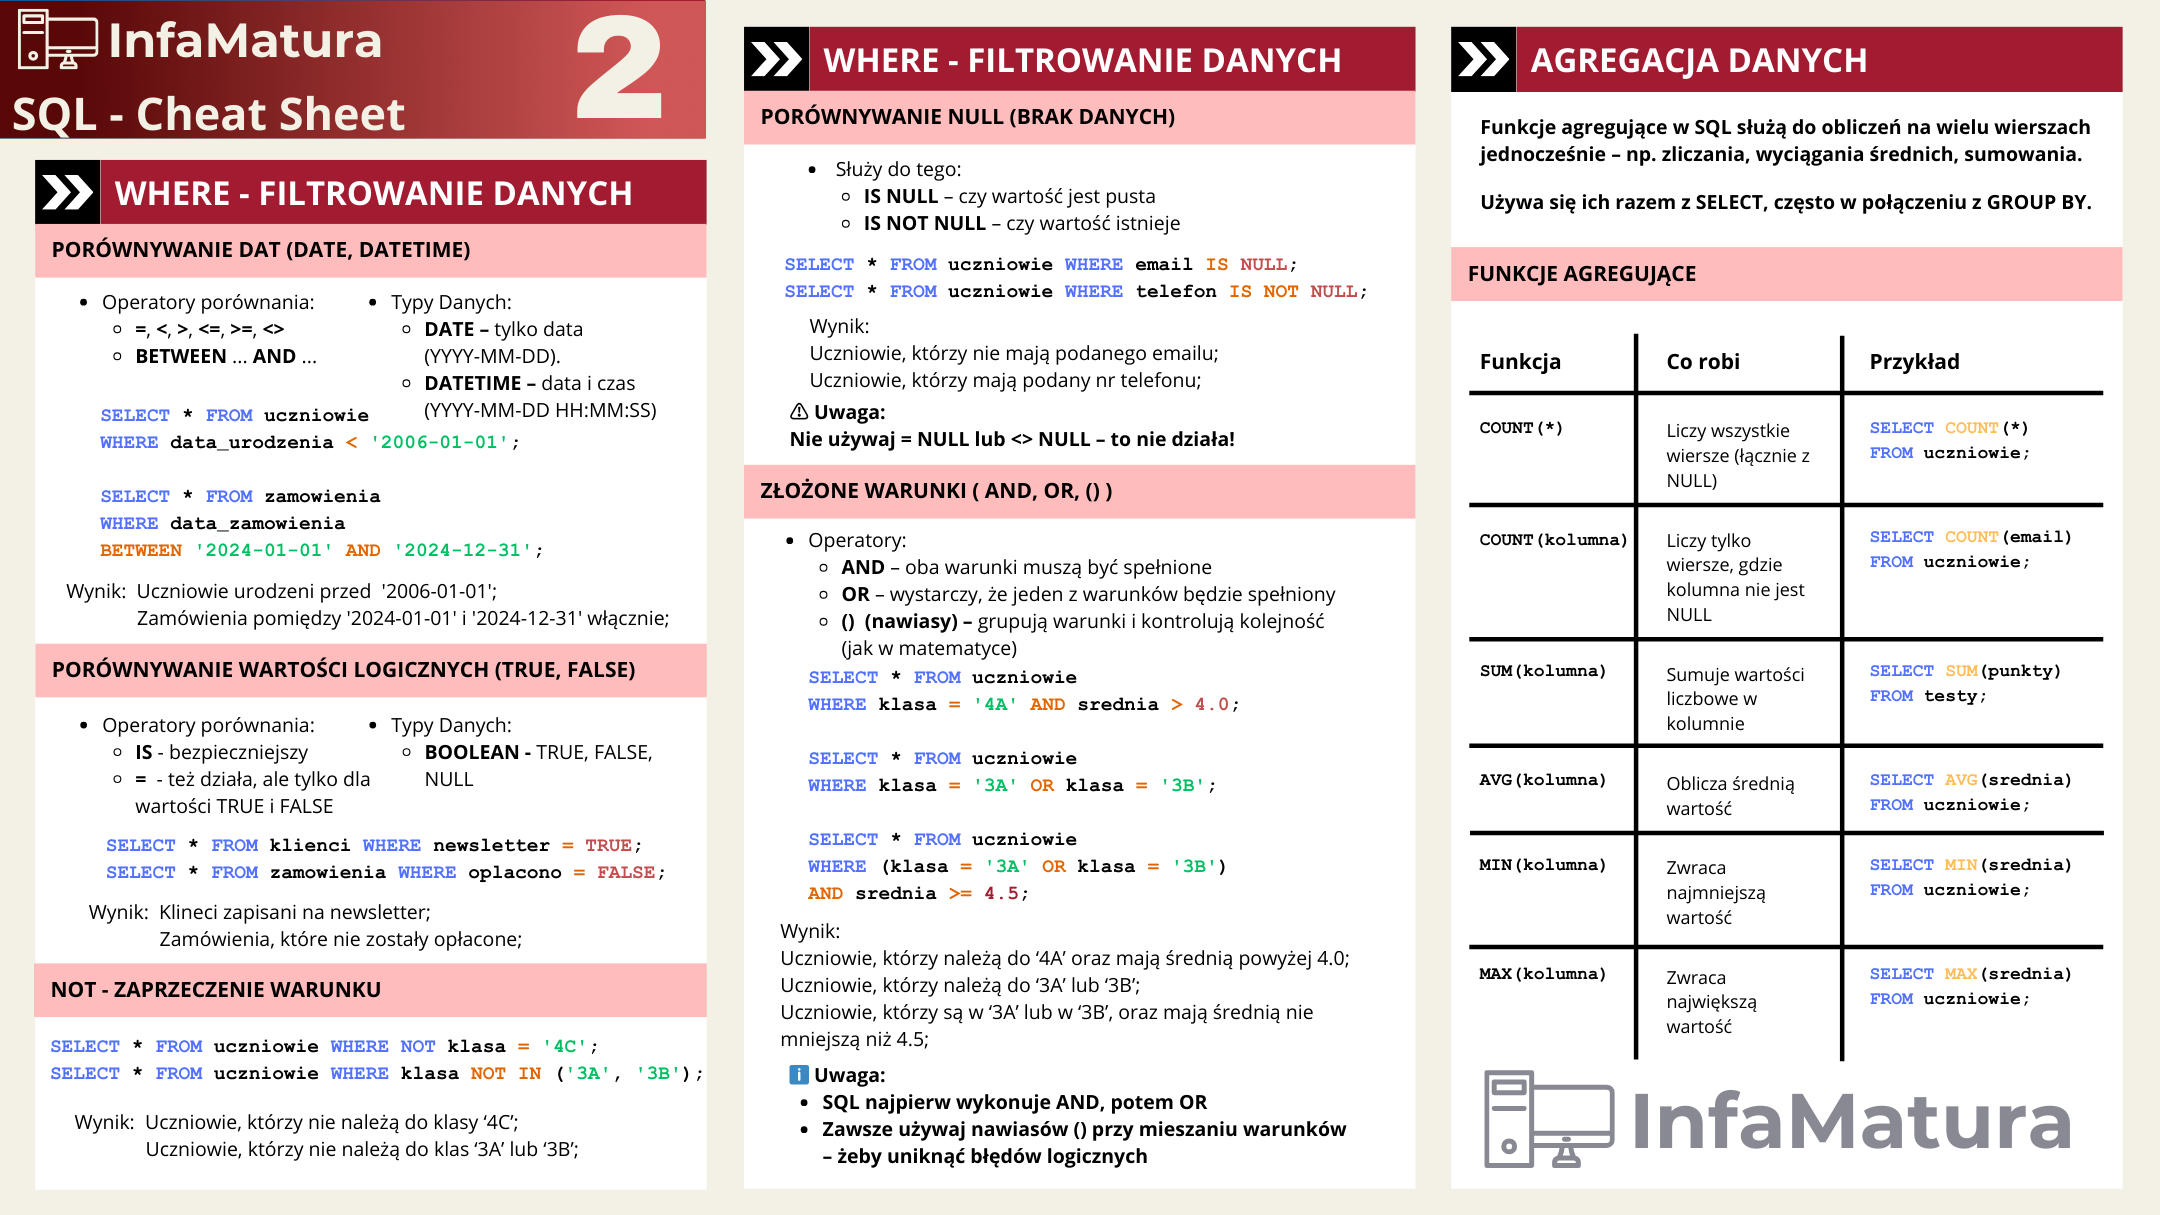 InfaMatura
2
SQL - Cheat Sheet
WHERE - FILTROWANIE DANYCH
PORÓWNYWANIE DAT (DATE, DATETIME)
• Operatory porównania:
◦ =, <, >, <=, >=, <>
◦ BETWEEN ... AND ...
• Typy Danych:
◦ DATE – tylko data
(YYYY-MM-DD).
◦ DATETIME – data i czas
(YYYY-MM-DD HH:MM:SS)
SELECT * FROM uczniowie
WHERE data_urodzenia < '2006-01-01';
SELECT * FROM zamowienia
WHERE data_zamowienia
BETWEEN '2024-01-01' AND '2024-12-31';
Wynik: Uczniowie urodzeni przed '2006-01-01';
Zamówienia pomiędzy '2024-01-01' i '2024-12-31' włącznie;
PORÓWNYWANIE WARTOŚCI LOGICZNYCH (TRUE, FALSE)
• Operatory porównania:
◦ IS - bezpieczniejszy
◦ = - też działa, ale tylko dla
wartości TRUE i FALSE
• Typy Danych:
◦ BOOLEAN - TRUE, FALSE,
NULL
SELECT * FROM klienci WHERE newsletter = TRUE;
SELECT * FROM zamowienia WHERE oplacono = FALSE;
Wynik: Klineci zapisani na newsletter;
Zamówienia, które nie zostały opłacone;
NOT - ZAPRZECZENIE WARUNKU
SELECT * FROM uczniowie WHERE NOT klasa = '4C';
SELECT * FROM uczniowie WHERE klasa NOT IN ('3A', '3B');
Wynik: Uczniowie, którzy nie należą do klasy ‘4C’;
Uczniowie, którzy nie należą do klas ‘3A’ lub ‘3B’;
WHERE - FILTROWANIE DANYCH
PORÓWNYWANIE NULL (BRAK DANYCH)
• Służy do tego:
◦ IS NULL – czy wartość jest pusta
◦ IS NOT NULL – czy wartość istnieje
SELECT * FROM uczniowie WHERE email IS NULL;
SELECT * FROM uczniowie WHERE telefon IS NOT NULL;
Wynik:
Uczniowie, którzy nie mają podanego emailu;
Uczniowie, którzy mają podany nr telefonu;
⚠ Uwaga:
Nie używaj = NULL lub <> NULL – to nie działa!
ZŁOŻONE WARUNKI ( AND, OR, () )
• Operatory:
◦ AND – oba warunki muszą być spełnione
◦ OR – wystarczy, że jeden z warunków będzie spełniony
◦ () (nawiasy) – grupują warunki i kontrolują kolejność
(jak w matematyce)
SELECT * FROM uczniowie
WHERE klasa = '4A' AND srednia > 4.0;
SELECT * FROM uczniowie
WHERE klasa = '3A' OR klasa = '3B';
SELECT * FROM uczniowie
WHERE (klasa = '3A' OR klasa = '3B')
AND srednia >= 4.5;
Wynik:
Uczniowie, którzy należą do ‘4A’ oraz mają średnią powyżej 4.0;
Uczniowie, którzy należą do ‘3A’ lub ‘3B’;
Uczniowie, którzy są w ‘3A’ lub w ‘3B’, oraz mają średnią nie
mniejszą niż 4.5;
ℹ Uwaga:
• SQL najpierw wykonuje AND, potem OR
• Zawsze używaj nawiasów () przy mieszaniu warunków
– żeby uniknąć błędów logicznych
AGREGACJA DANYCH
Funkcje agregujące w SQL służą do obliczeń na wielu wierszach
jednocześnie – np. zliczania, wyciągania średnich, sumowania.
Używa się ich razem z SELECT, często w połączeniu z GROUP BY.
FUNKCJE AGREGUJĄCE
Funkcja Co robi Przykład
COUNT(*)
Liczy wszystkie
wiersze (łącznie z
NULL)
SELECT COUNT(*)
FROM uczniowie;
COUNT(kolumna)
Liczy tylko
wiersze, gdzie
kolumna nie jest
NULL
SELECT COUNT(email)
FROM uczniowie;
SUM(kolumna)
Sumuje wartości
liczbowe w
kolumnie
SELECT SUM(punkty)
FROM testy;
AVG(kolumna)
Oblicza średnią
wartość
SELECT AVG(srednia)
FROM uczniowie;
MIN(kolumna)
Zwraca
najmniejszą
wartość
SELECT MIN(srednia)
FROM uczniowie;
MAX(kolumna)
Zwraca
największą
wartość
SELECT MAX(srednia)
FROM uczniowie;
InfaMatura